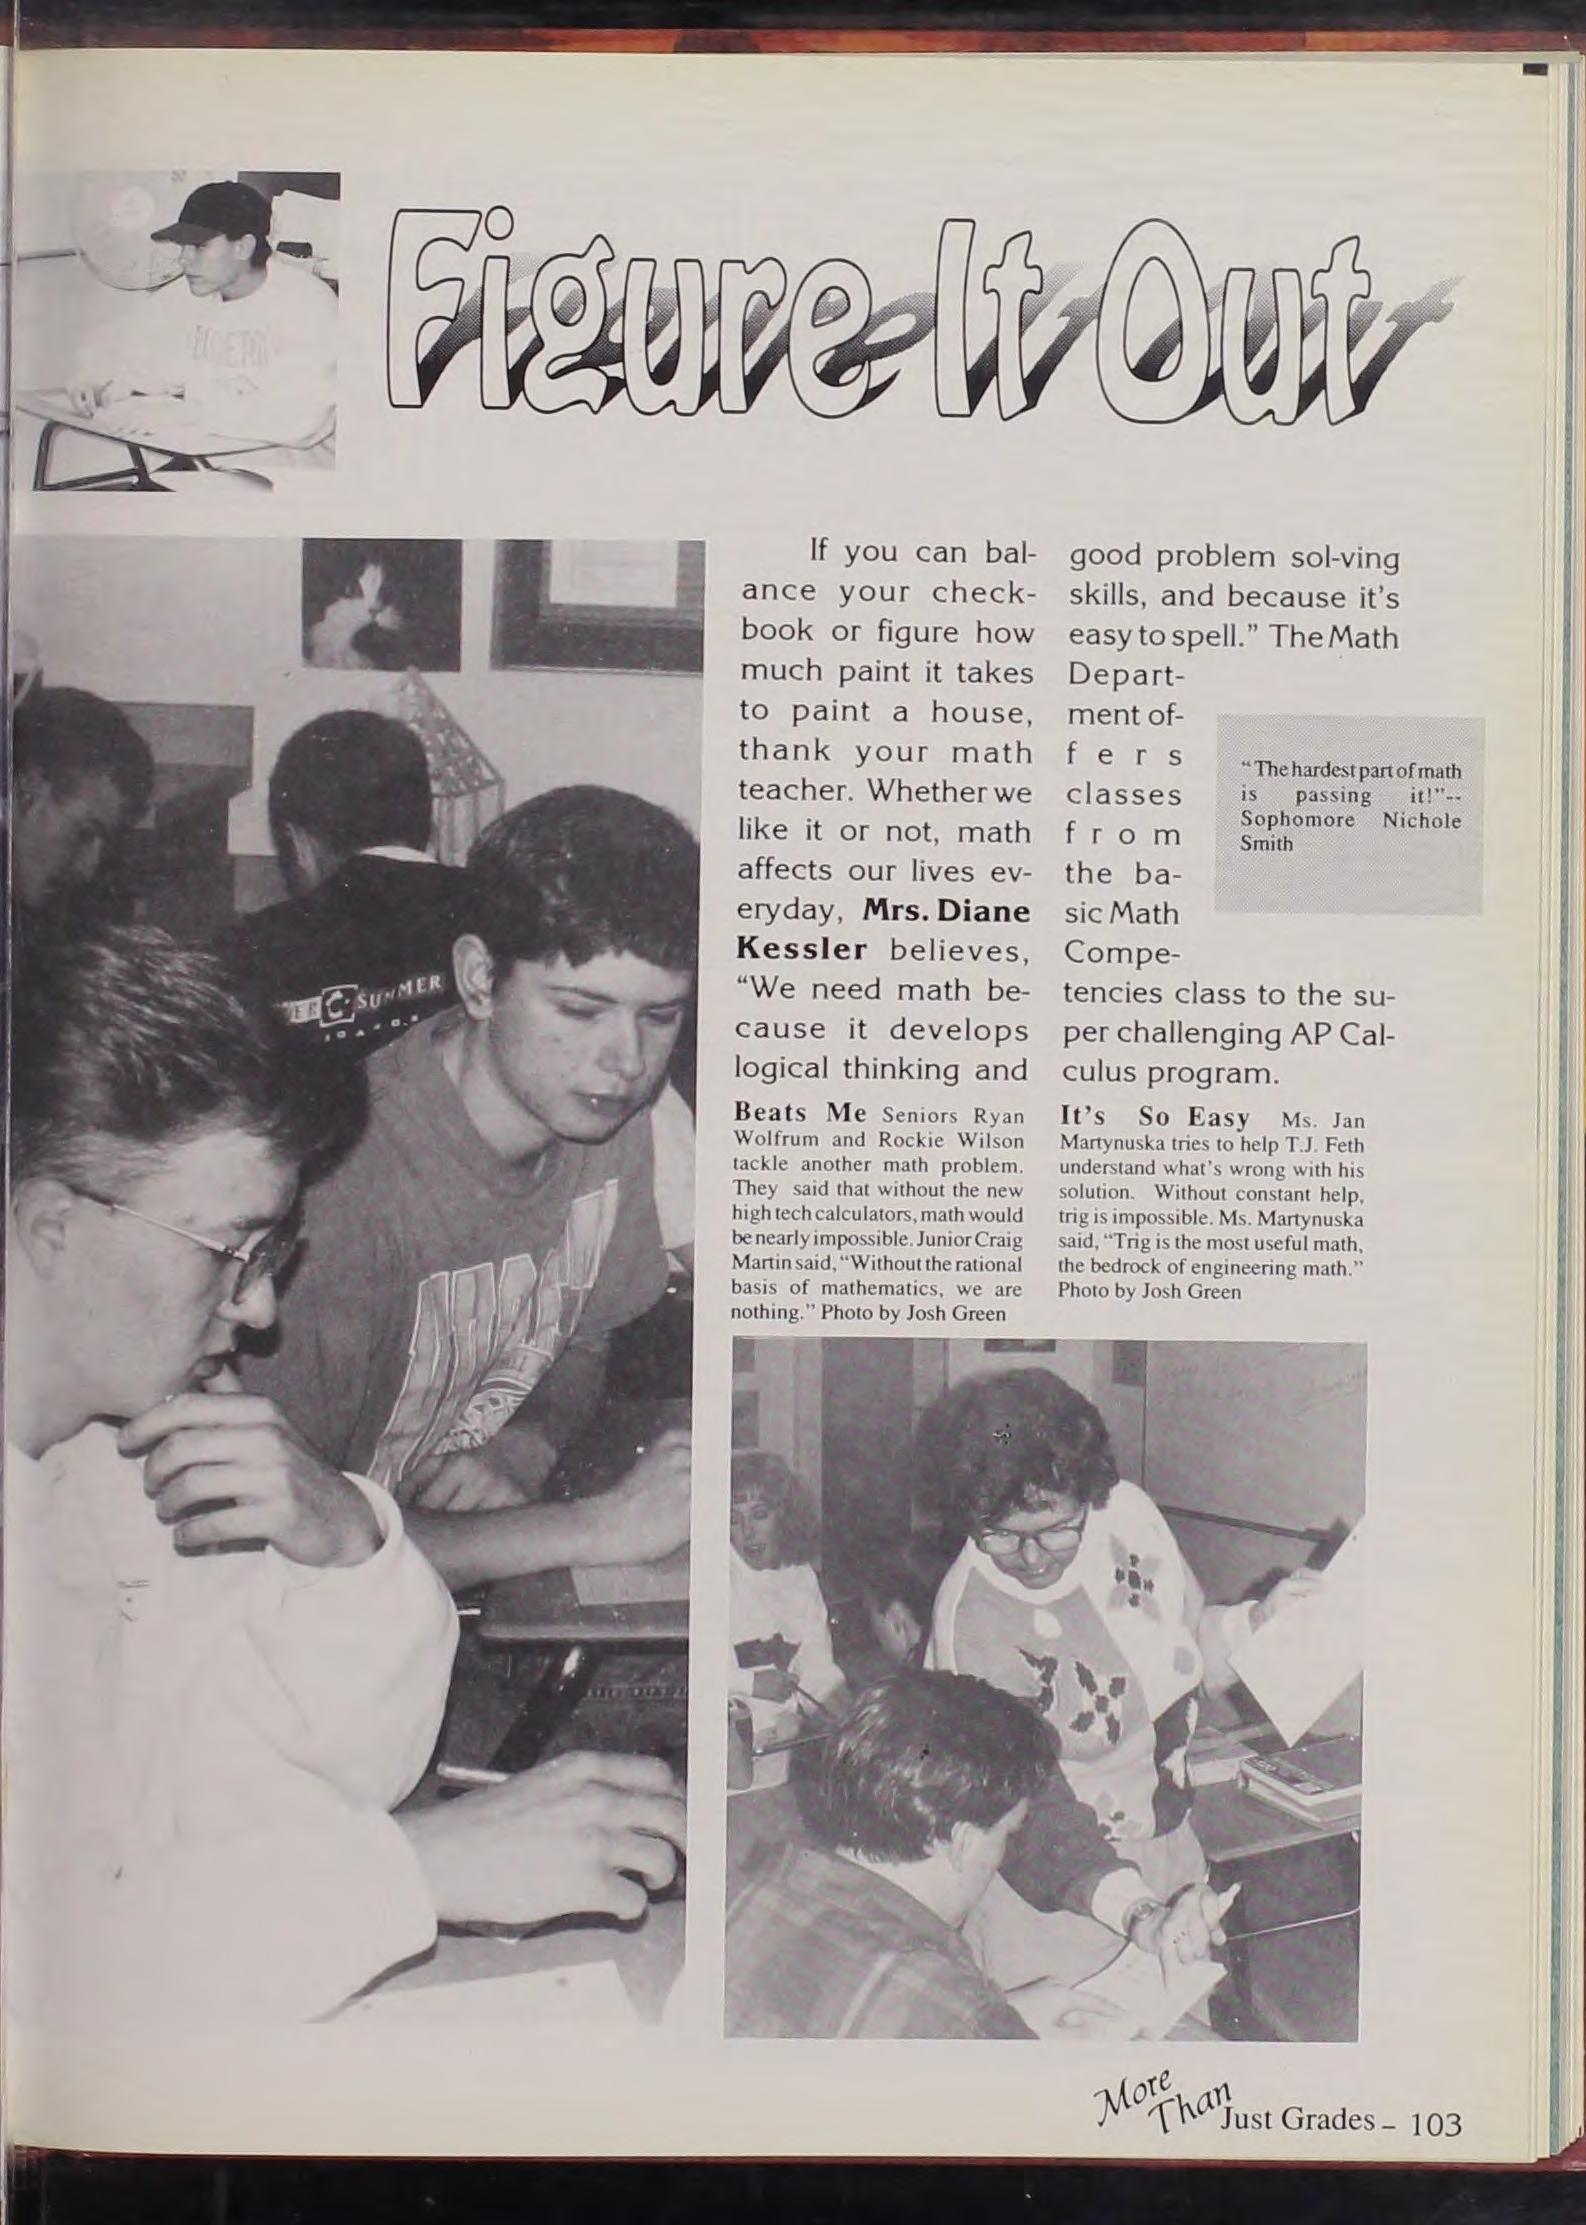 Figure It Out
If you can bal-
ance your check-
book or figure how
much paint it takes
to paint a house,
thank your math
teacher. Whether we
like it or not, math
affects our lives ev-
eryday, Mrs. Diane
Kessler believes,
“We need math be-
cause it develops
logical thinking and
good problem sol-ving
skills, and because it's
easy to spell.” The Math
Depart-
ment of-
fers
classes
from
the ba-
sic Math
Compe-
tencies class to the su-
per challenging AP Cal-
culus program.
“The hardest part of math
is passing it!”--
Sophomore Nichole
Smith
Beats Me Seniors Ryan
Wolfrum and Rockie Wilson
tackle another math problem.
They said that without the new
high tech calculators, math would
be nearly impossible. Junior Craig
Martin said, “Without the rational
basis of mathematics, we are
nothing.” Photo by Josh Green
It's So Easy Ms. Jan
Martynuska tries to help T.J. Feth
understand what's wrong with his
solution. Without constant help,
trig is impossible. Ms. Martynuska
said, “Trig is the most useful math,
the bedrock of engineering math.”
Photo by Josh Green
SUMMER
More
Than
Just Grades – 103